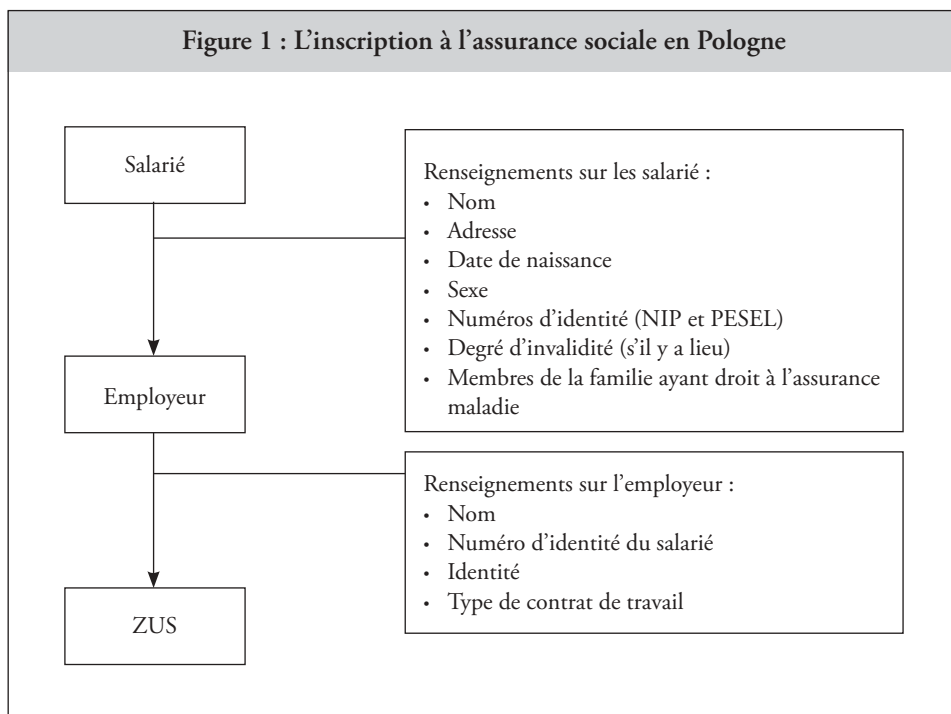 Figure 1 : L’inscription à l’assurance sociale en Pologne
Salarié
Renseignements sur les salarié :
• Nom
• Adresse
• Date de naissance
• Sexe
• Numéros d’identité (NIP et PESEL)
• Degré d’invalidité (s’il y a lieu)
• Membres de la familie ayant droit à l’assurance
maladie
Employeur
Renseignements sur l’employeur :
• Nom
• Numéro d’identité du salarié
• Identité
• Type de contrat de travail
ZUS